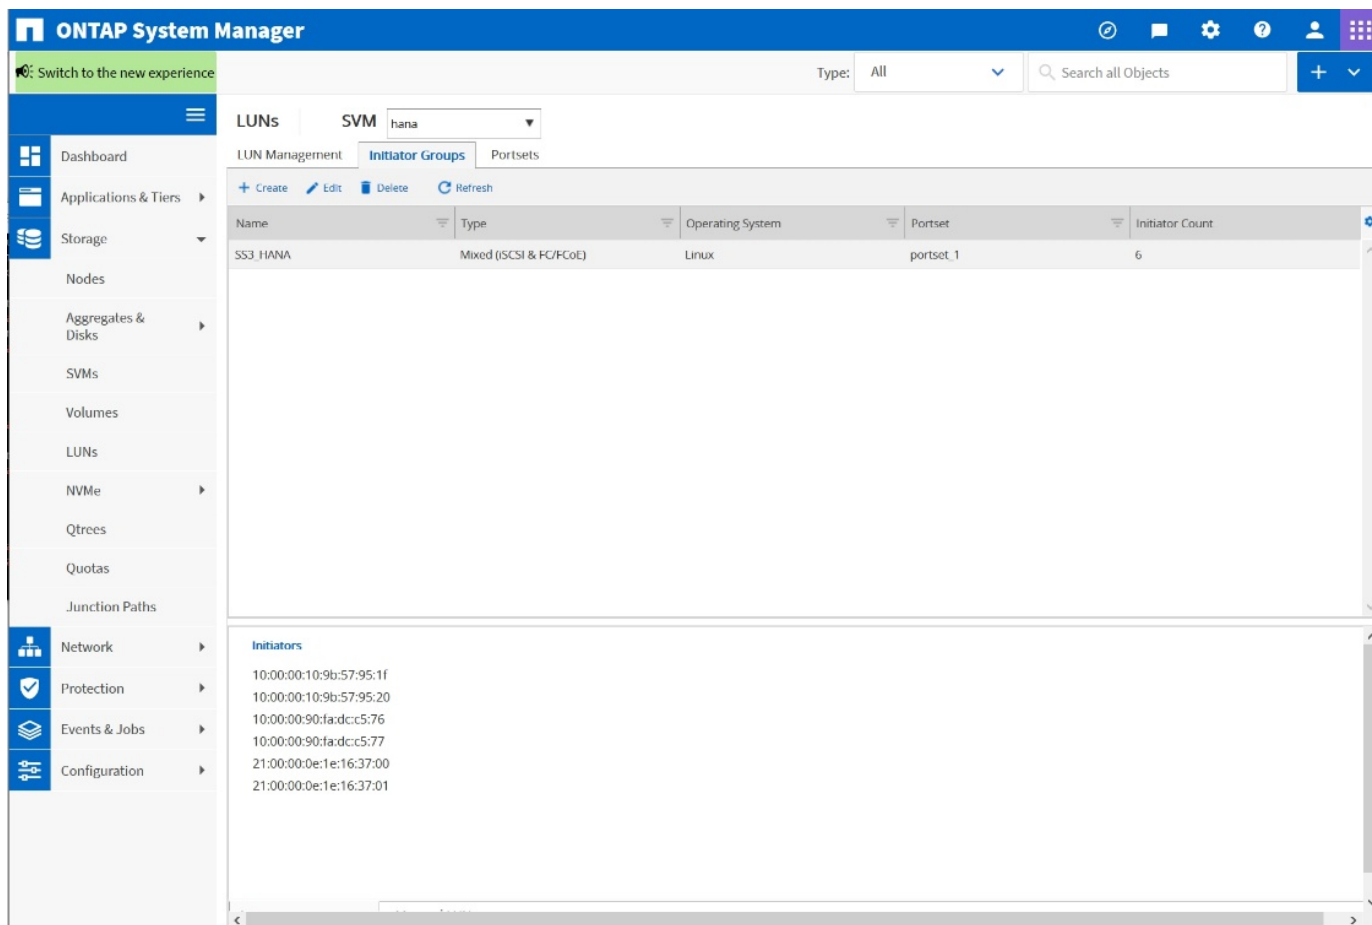 ONTAP System Manager
Switch to the new experience
Type: All Search all Objects
LUNs SVM hana
LUN Management Initiator Groups Portsets
Create Edit Delete Refresh
Name Type Operating System Portset Initiator Count
SS3_HANA Mixed (iSCSI & FC/FCoE) Linux portset_1 6
Dashboard
Applications & Tiers
Storage
Nodes
Aggregates &
Disks
SVMs
Volumes
LUNs
NVMe
Qtrees
Quotas
Junction Paths
Network
Protection
Events & Jobs
Configuration
Initiators
10:00:00:10:9b:57:95:1f
10:00:00:10:9b:57:95:20
10:00:00:90:fa:dc:c5:76
10:00:00:90:fa:dc:c5:77
21:00:00:0e:1e:16:37:00
21:00:00:0e:1e:16:37:01